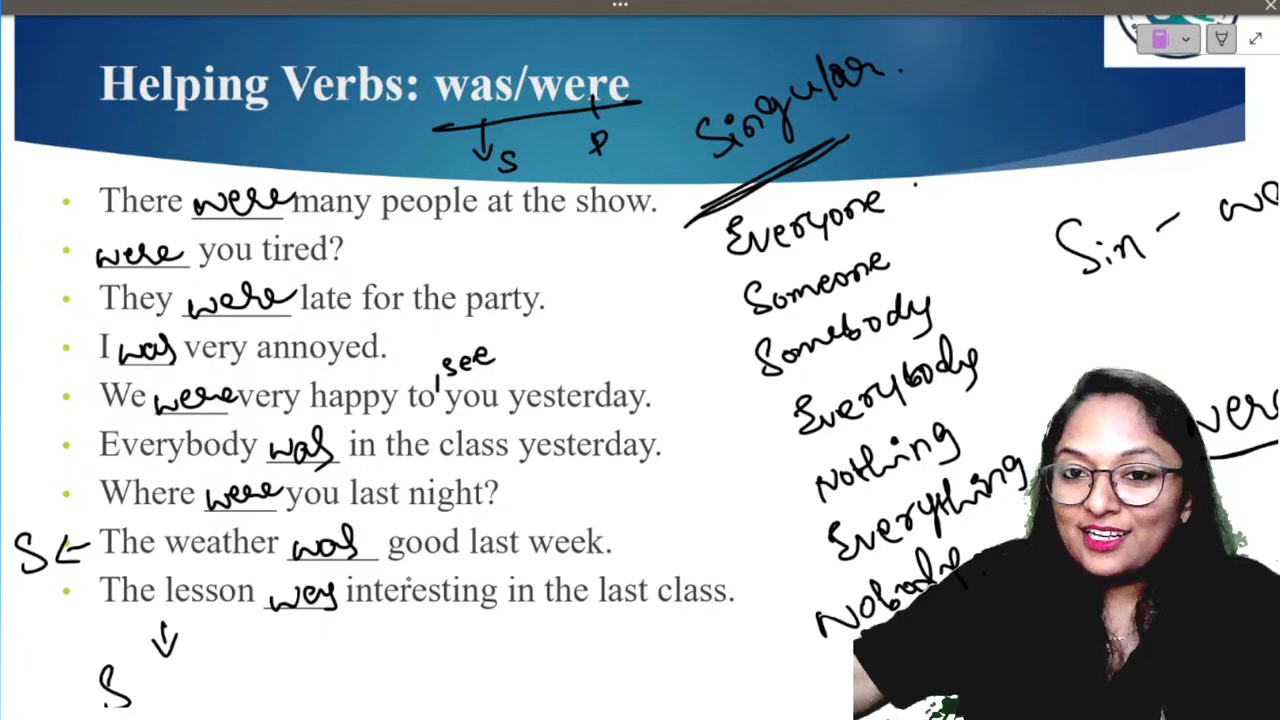 Helping Verbs: was/were
S P
Singular.
There were many people at the show.
were you tired?
They were late for the party.
I was very annoyed.
see
We were very happy to you yesterday.
Everybody was in the class yesterday.
Where were you last night?
S ← The weather was good last week.
The lesson was interesting in the last class.
S
Everyone
Someone
Somebody
Everybody
Nothing
Everything
Nobody.
Sin -